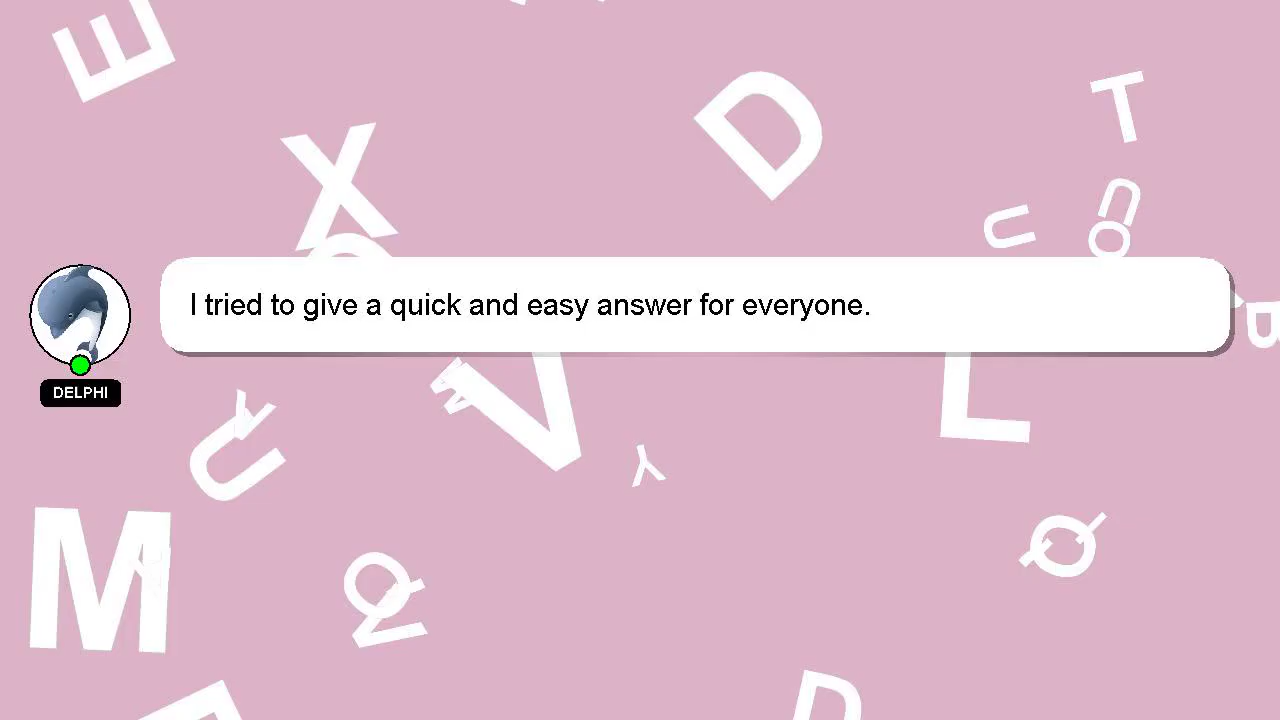 I tried to give a quick and easy answer for everyone.
DELPHI
E
X
D
T
U
U
O
B
V
L
Y
U
Y
M
Q
Z
D